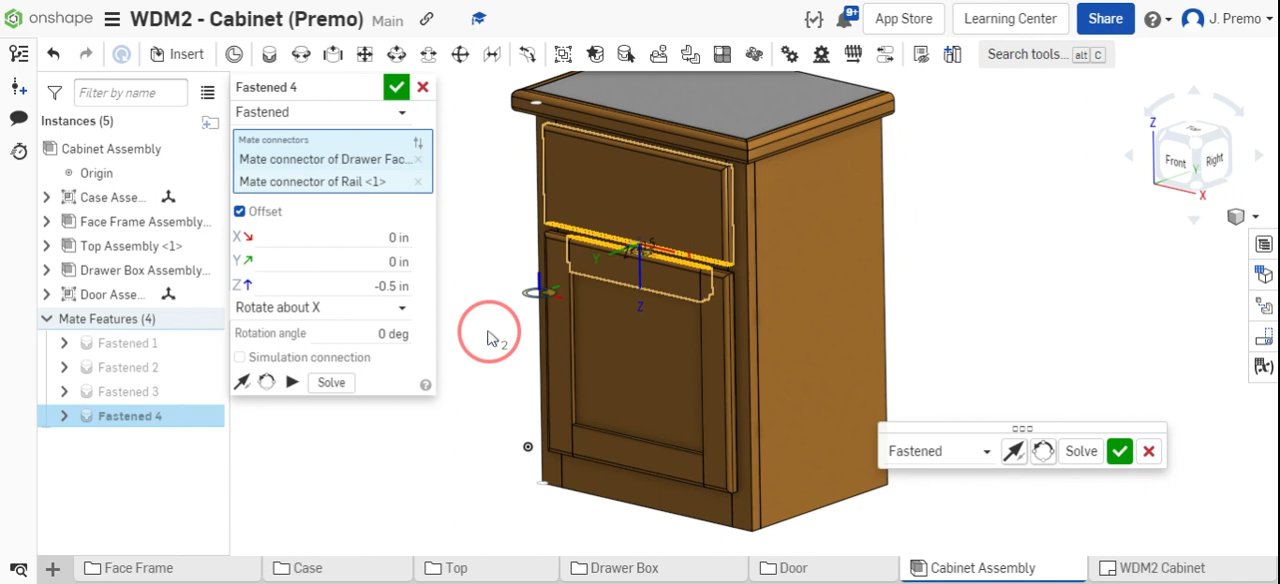 onshape WDM2 - Cabinet (Premo) Main
9+ App Store Learning Center Share J. Premo
Insert Search tools... alt C
Filter by name
Instances (5)
Cabinet Assembly
Origin
Case Asse...
Face Frame Assembly...
Top Assembly <1>
Drawer Box Assembly...
Door Asse...
Mate Features (4)
Fastened 1
Fastened 2
Fastened 3
Fastened 4
Fastened 4
Fastened
Mate connectors
Mate connector of Drawer Fac...
Mate connector of Rail <1>
Offset
X 0 in
Y 0 in
Z -0.5 in
Rotate about X
Rotation angle 0 deg
Simulation connection
Solve
2
Y
Z
Z
Front Right
X
Fastened Solve
Face Frame Case Top Drawer Box Door Cabinet Assembly WDM2 Cabinet